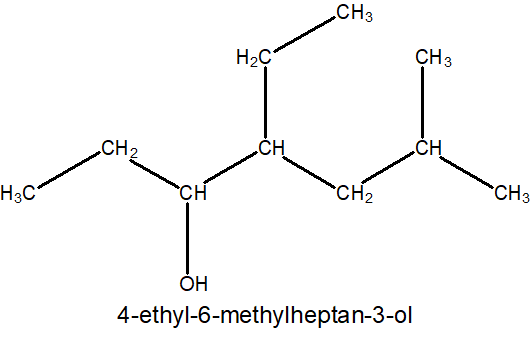 CH₃
H₂C
CH₃
CH₂
CH
CH
H₃C
CH
CH₂
CH₃
OH
4-ethyl-6-methylheptan-3-ol